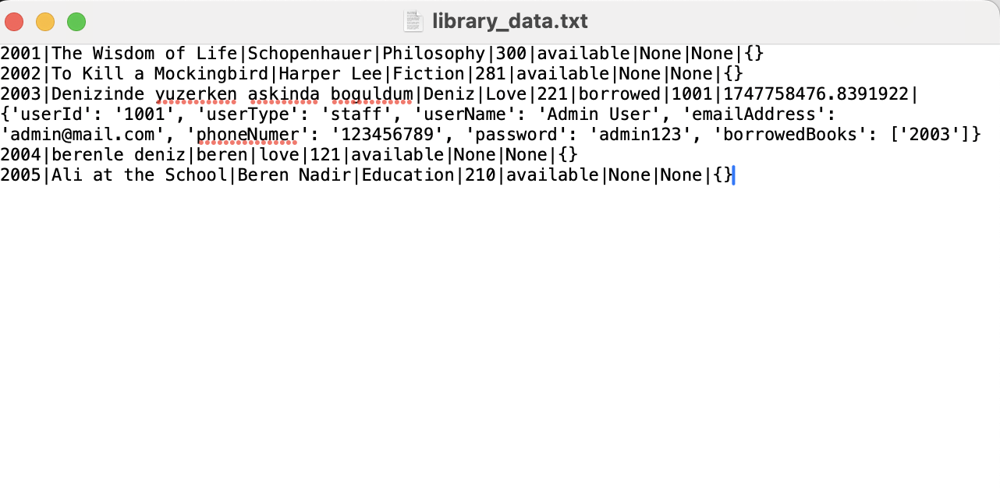 library_data.txt
2001|The Wisdom of Life|Schopenhauer|Philosophy|300|available|None|None|{}
2002|To Kill a Mockingbird|Harper Lee|Fiction|281|available|None|None|{}
2003|Denizinde yuzerken askinda boguldum|Deniz|Love|221|borrowed|1001|1747758476.8391922|
{'userId': '1001', 'userType': 'staff', 'userName': 'Admin User', 'emailAddress':
'admin@mail.com', 'phoneNumer': '123456789', 'password': 'admin123', 'borrowedBooks': ['2003']}
2004|berenle deniz|beren|love|121|available|None|None|{}
2005|Ali at the School|Beren Nadir|Education|210|available|None|None|{}